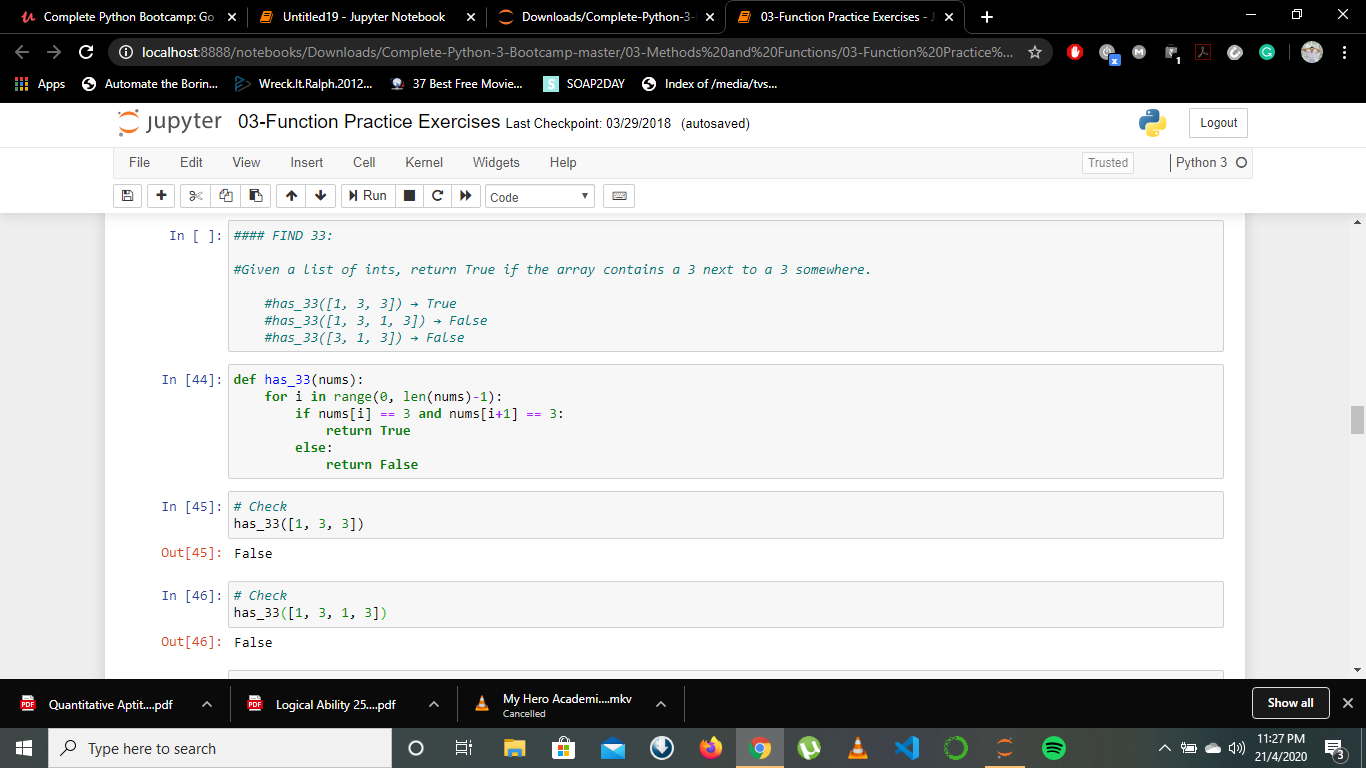 Complete Python Bootcamp: Go
Untitled19 - Jupyter Notebook
Downloads/Complete-Python-3-
03-Function Practice Exercises - J
localhost:8888/notebooks/Downloads/Complete-Python-3-Bootcamp-master/03-Methods%20and%20Functions/03-Function%20Practice%...
Apps
Automate the Borin...
Wreck.It.Ralph.2012...
37 Best Free Movie...
S SOAP2DAY
Index of /media/tvs...
jupyter 03-Function Practice Exercises Last Checkpoint: 03/29/2018 (autosaved)
Logout
File Edit View Insert Cell Kernel Widgets Help
Trusted
Python 3
Run
Code
In [ ]: #### FIND 33:
#Given a list of ints, return True if the array contains a 3 next to a 3 somewhere.
#has_33([1, 3, 3]) → True
#has_33([1, 3, 1, 3]) → False
#has_33([3, 1, 3]) → False
In [44]: def has_33(nums):
for i in range(0, len(nums)-1):
if nums[i] == 3 and nums[i+1] == 3:
return True
else:
return False
In [45]: # Check
has_33([1, 3, 3])
Out[45]: False
In [46]: # Check
has_33([1, 3, 1, 3])
Out[46]: False
PDF Quantitative Aptit....pdf
PDF Logical Ability 25....pdf
My Hero Academi....mkv
Cancelled
Show all
Type here to search
11:27 PM
21/4/2020
3